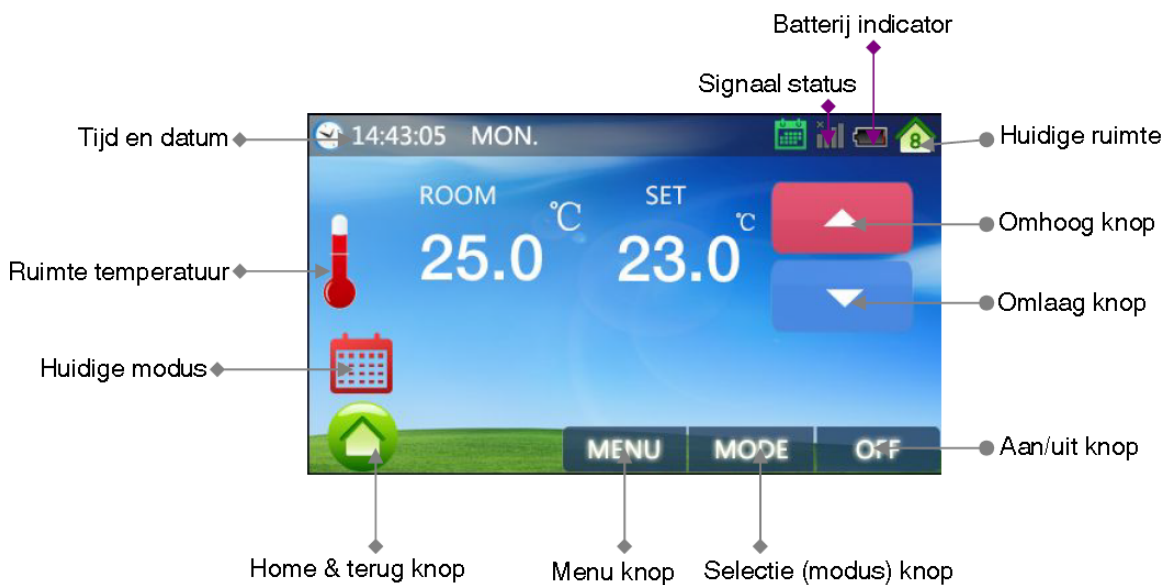 Batterij indicator
Signaal status
Tijd en datum
14:43:05 MON.
8
Huidige ruimte
ROOM
℃
SET
℃
Omhoog knop
25.0
23.0
Ruimte temperatuur
Omlaag knop
Huidige modus
MENU
MODE
OFF
Aan/uit knop
Home & terug knop
Menu knop
Selectie (modus) knop